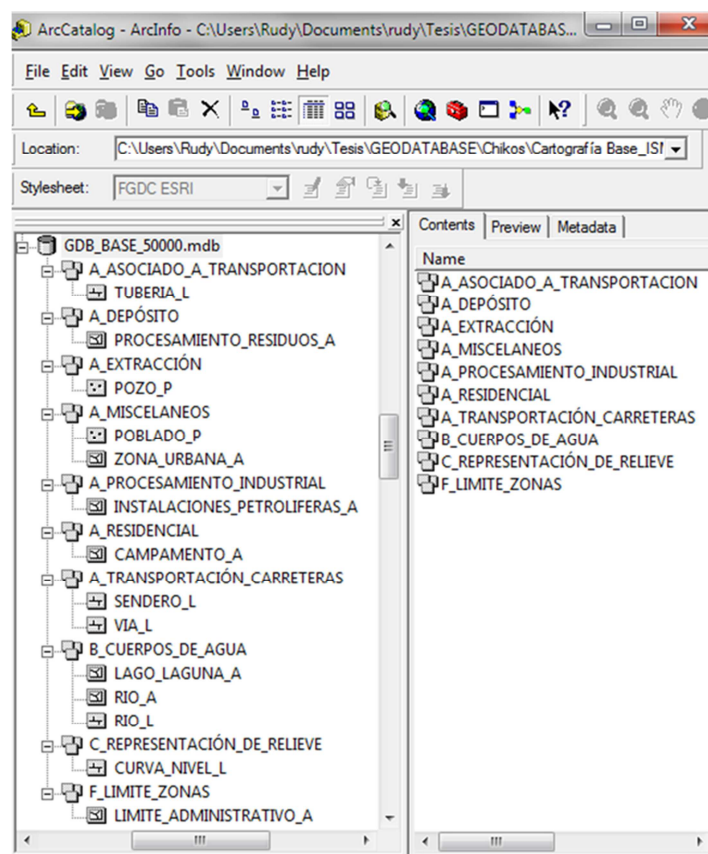 ArcCatalog - ArcInfo - C:\Users\Rudy\Documents\rudy\Tesis\GEODATABAS...
File Edit View Go Tools Window Help
Location: C:\Users\Rudy\Documents\rudy\Tesis\GEODATABASE\Chikos\Cartografía
Stylesheet: FGDC ESRI
GDB_BASE_50000.mdb
A_ASOCIADO_A_TRANSPORTACION
TUBERIA_L
A_DEPÓSITO
PROCESAMIENTO_RESIDUOS_A
A_EXTRACCIÓN
POZO_P
A_MISCELANEOS
POBLADO_P
ZONA_URBANA_A
A_PROCESAMIENTO_INDUSTRIAL
INSTALACIONES_PETROLIFERAS_A
A_RESIDENCIAL
CAMPAMENTO_A
A_TRANSPORTACIÓN_CARRETERAS
SENDERO_L
VIA_L
B_CUERPOS_DE_AGUA
LAGO_LAGUNA_A
RIO_A
RIO_L
C_REPRESENTACIÓN_DE_RELIEVE
CURVA_NIVEL_L
F_LIMITE_ZONAS
LIMITE_ADMINISTRATIVO_A
Contents Preview Metadata
Name
A_ASOCIADO_A_TRANSPORTACION
A_DEPÓSITO
A_EXTRACCIÓN
A_MISCELANEOS
A_PROCESAMIENTO_INDUSTRIAL
A_RESIDENCIAL
A_TRANSPORTACIÓN_CARRETERAS
B_CUERPOS_DE_AGUA
C_REPRESENTACIÓN_DE_RELIEVE
F_LIMITE_ZONAS